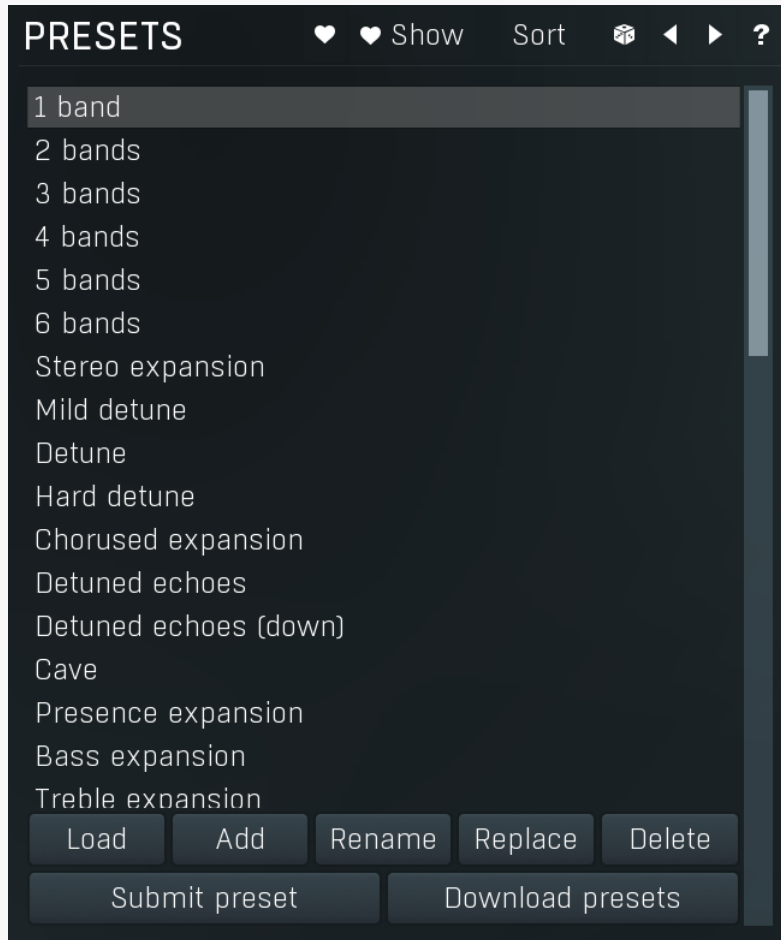 PRESETS Show Sort ?
1 band
2 bands
3 bands
4 bands
5 bands
6 bands
Stereo expansion
Mild detune
Detune
Hard detune
Chorused expansion
Detuned echoes
Detuned echoes (down)
Cave
Presence expansion
Bass expansion
Treble expansion
Load Add Rename Replace Delete
Submit preset Download presets